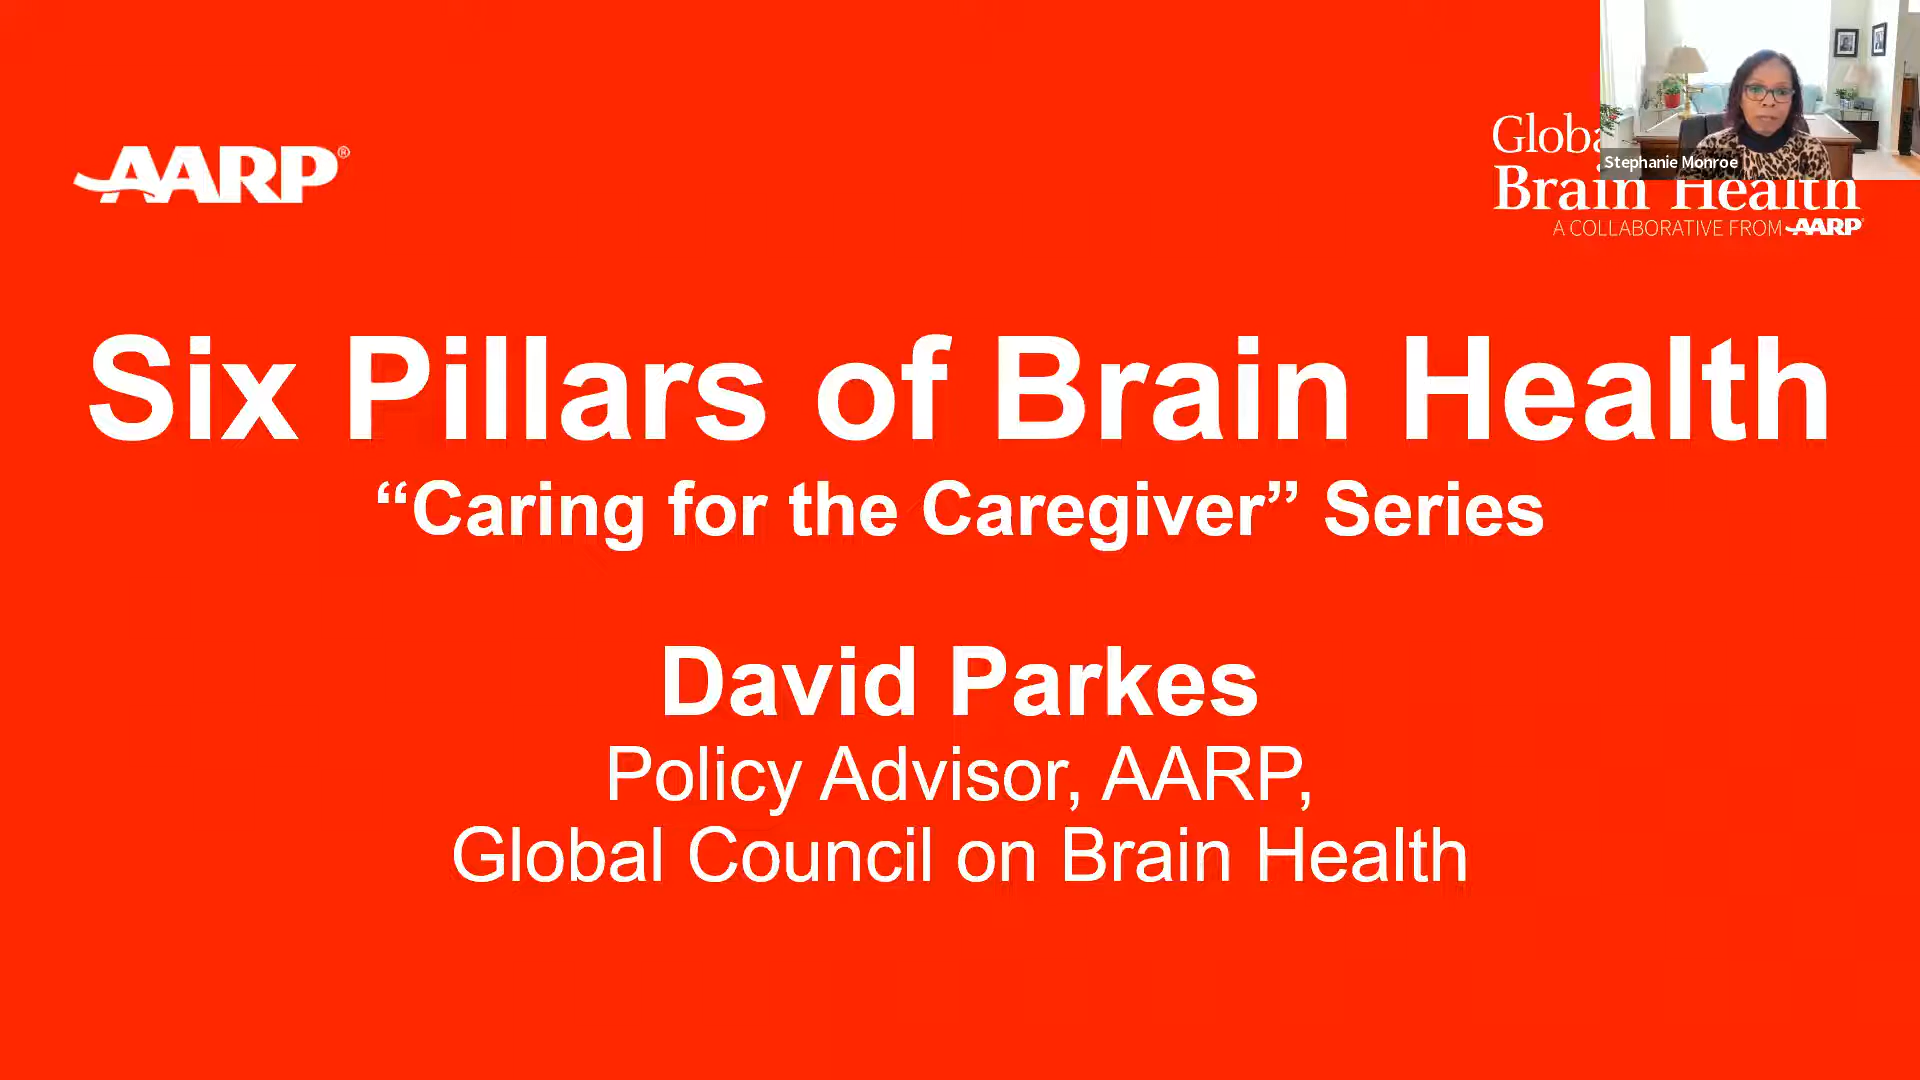 AARP®
Stephanie Monroe
Brain Health
A COLLABORATIVE FROM AARP
Six Pillars of Brain Health
“Caring for the Caregiver” Series
David Parkes
Policy Advisor, AARP,
Global Council on Brain Health